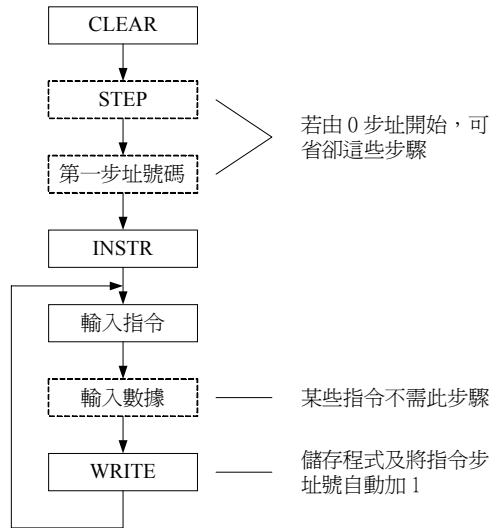 CLEAR
STEP
第一步址號碼
若由 0 步址開始，可
省卻這些步驟
INSTR
輸入指令
輸入數據
某些指令不需此步驟
WRITE
儲存程式及將指令步
址號自動加 1